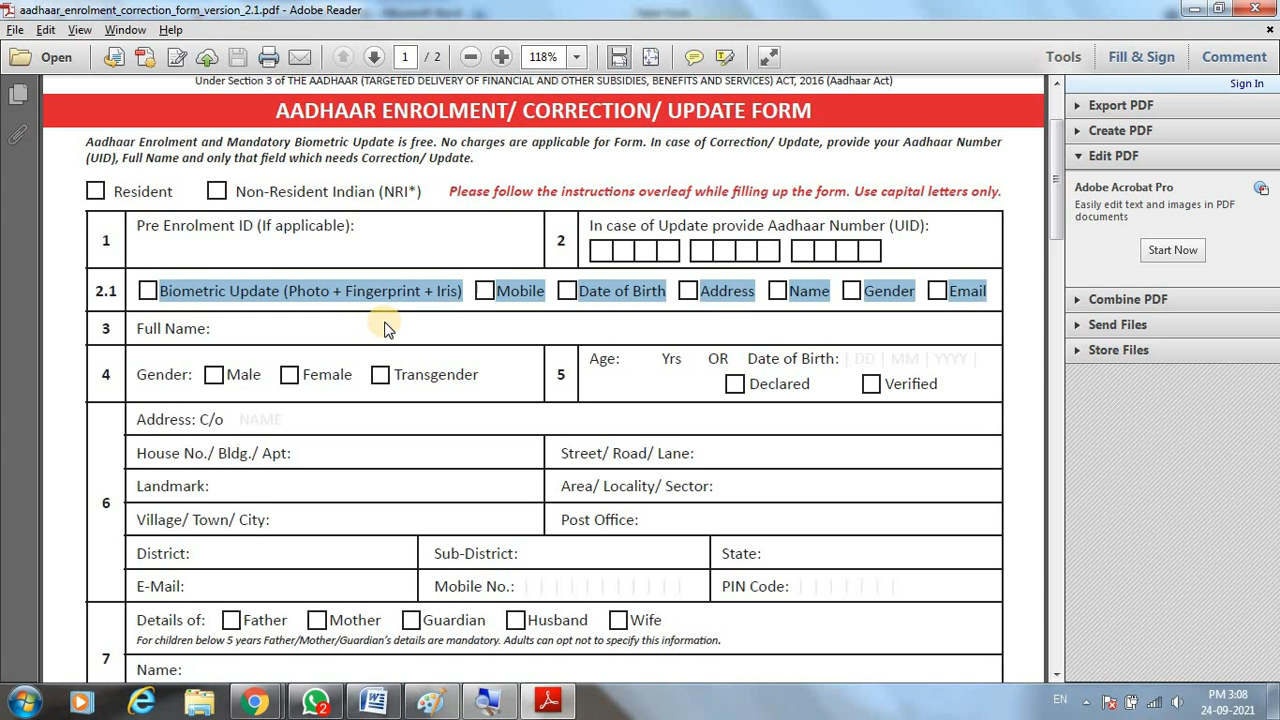 aadhaar_enrolment_correction_form_version_2.1.pdf - Adobe Reader
File Edit View Window Help
Open 1 / 2 118% Tools Fill & Sign Comment
Sign In
Under Section 3 of THE AADHAAR (TARGETED DELIVERY OF FINANCIAL AND OTHER SUBSIDIES, BENEFITS AND SERVICES) ACT, 2016 (Aadhaar Act)
AADHAAR ENROLMENT/ CORRECTION/ UPDATE FORM
Aadhaar Enrolment and Mandatory Biometric Update is free. No charges are applicable for Form. In case of Correction/ Update, provide your Aadhaar Number
(UID), Full Name and only that field which needs Correction/ Update.
Resident Non-Resident Indian (NRI*) Please follow the instructions overleaf while filling up the form. Use capital letters only.
1 Pre Enrolment ID (If applicable): 2 In case of Update provide Aadhaar Number (UID):
2.1 Biometric Update (Photo + Fingerprint + Iris) Mobile Date of Birth Address Name Gender Email
3 Full Name:
4 Gender: Male Female Transgender 5 Age: Yrs OR Date of Birth: DD | MM | YYYY
Declared Verified
6 Address: C/o NAME
House No./ Bldg./ Apt: Street/ Road/ Lane:
Landmark: Area/ Locality/ Sector:
Village/ Town/ City: Post Office:
District: Sub-District: State:
E-Mail: Mobile No.: PIN Code:
7 Details of: Father Mother Guardian Husband Wife
For children below 5 years Father/Mother/Guardian's details are mandatory. Adults can opt not to specify this information.
Name:
Export PDF
Create PDF
Edit PDF
Adobe Acrobat Pro
Easily edit text and images in PDF
documents
Start Now
Combine PDF
Send Files
Store Files
2
EN
PM 3:08
24-09-2021